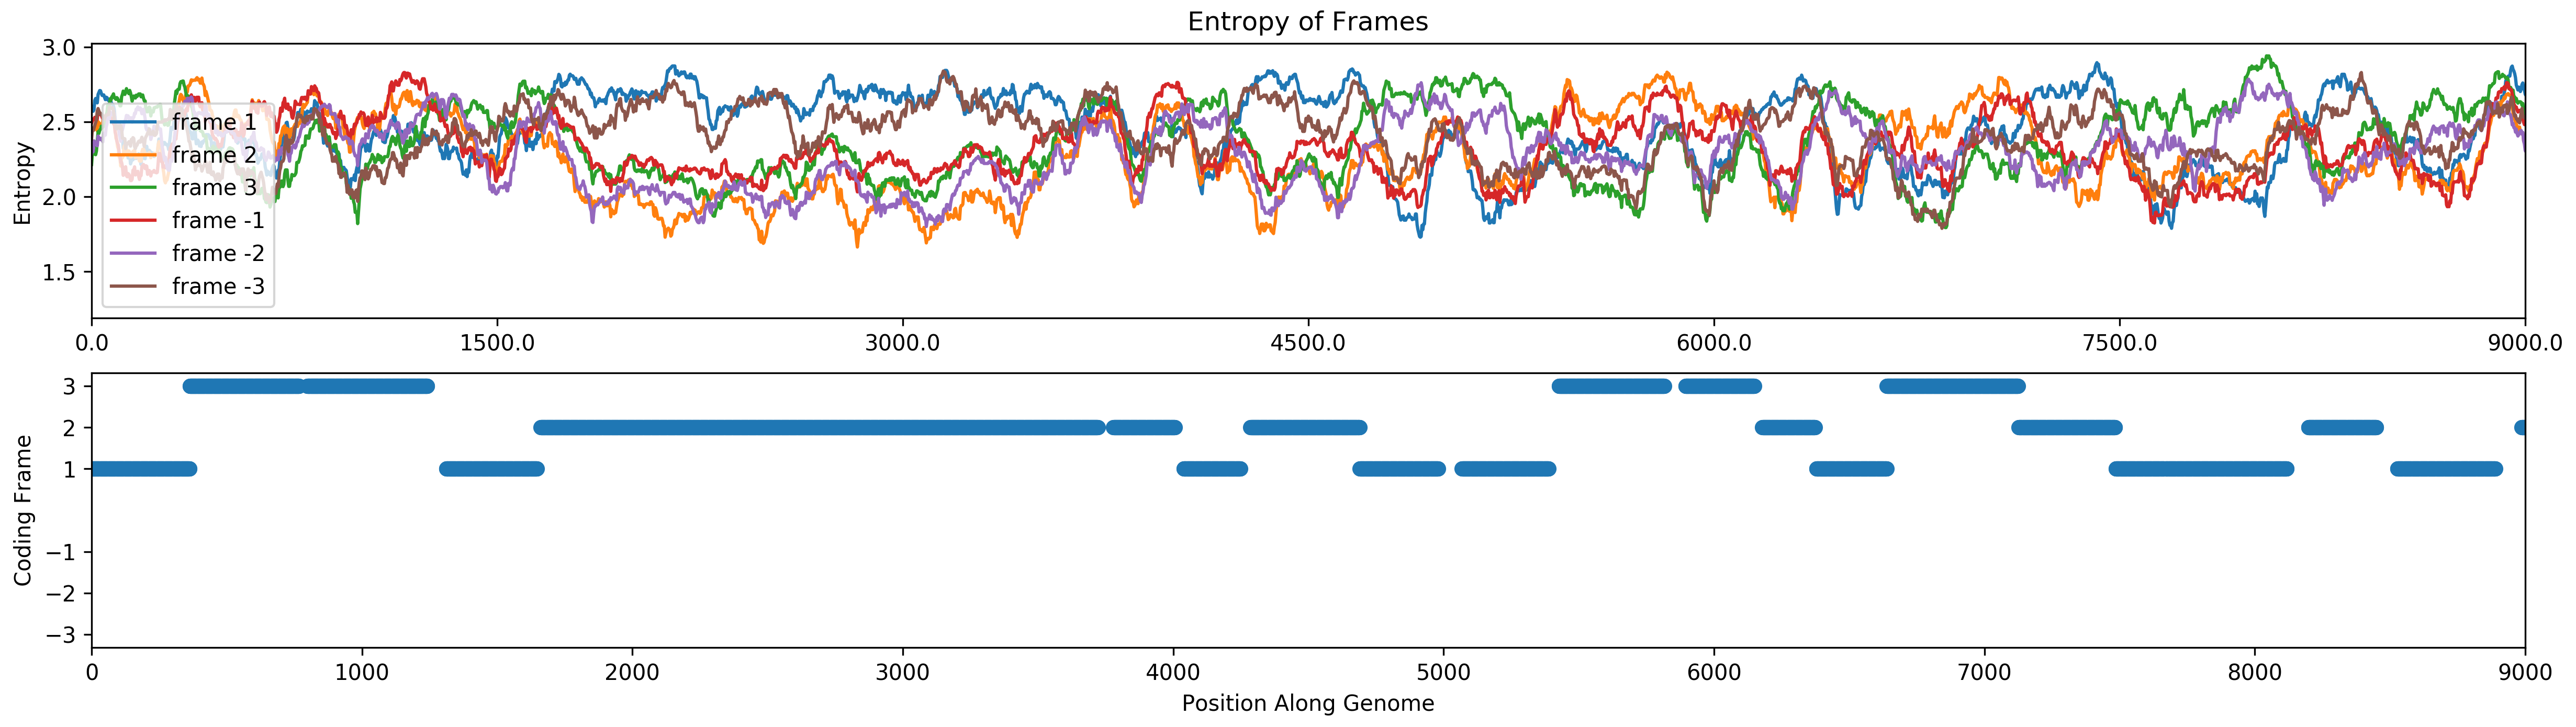 Entropy of Frames
3.0
2.5
2.0
1.5
Entropy
frame 1
frame 2
frame 3
frame -1
frame -2
frame -3
0.0 1500.0 3000.0 4500.0 6000.0 7500.0 9000.0
3
2
1
−1
−2
−3
Coding Frame
0 1000 2000 3000 4000 5000 6000 7000 8000 9000
Position Along Genome